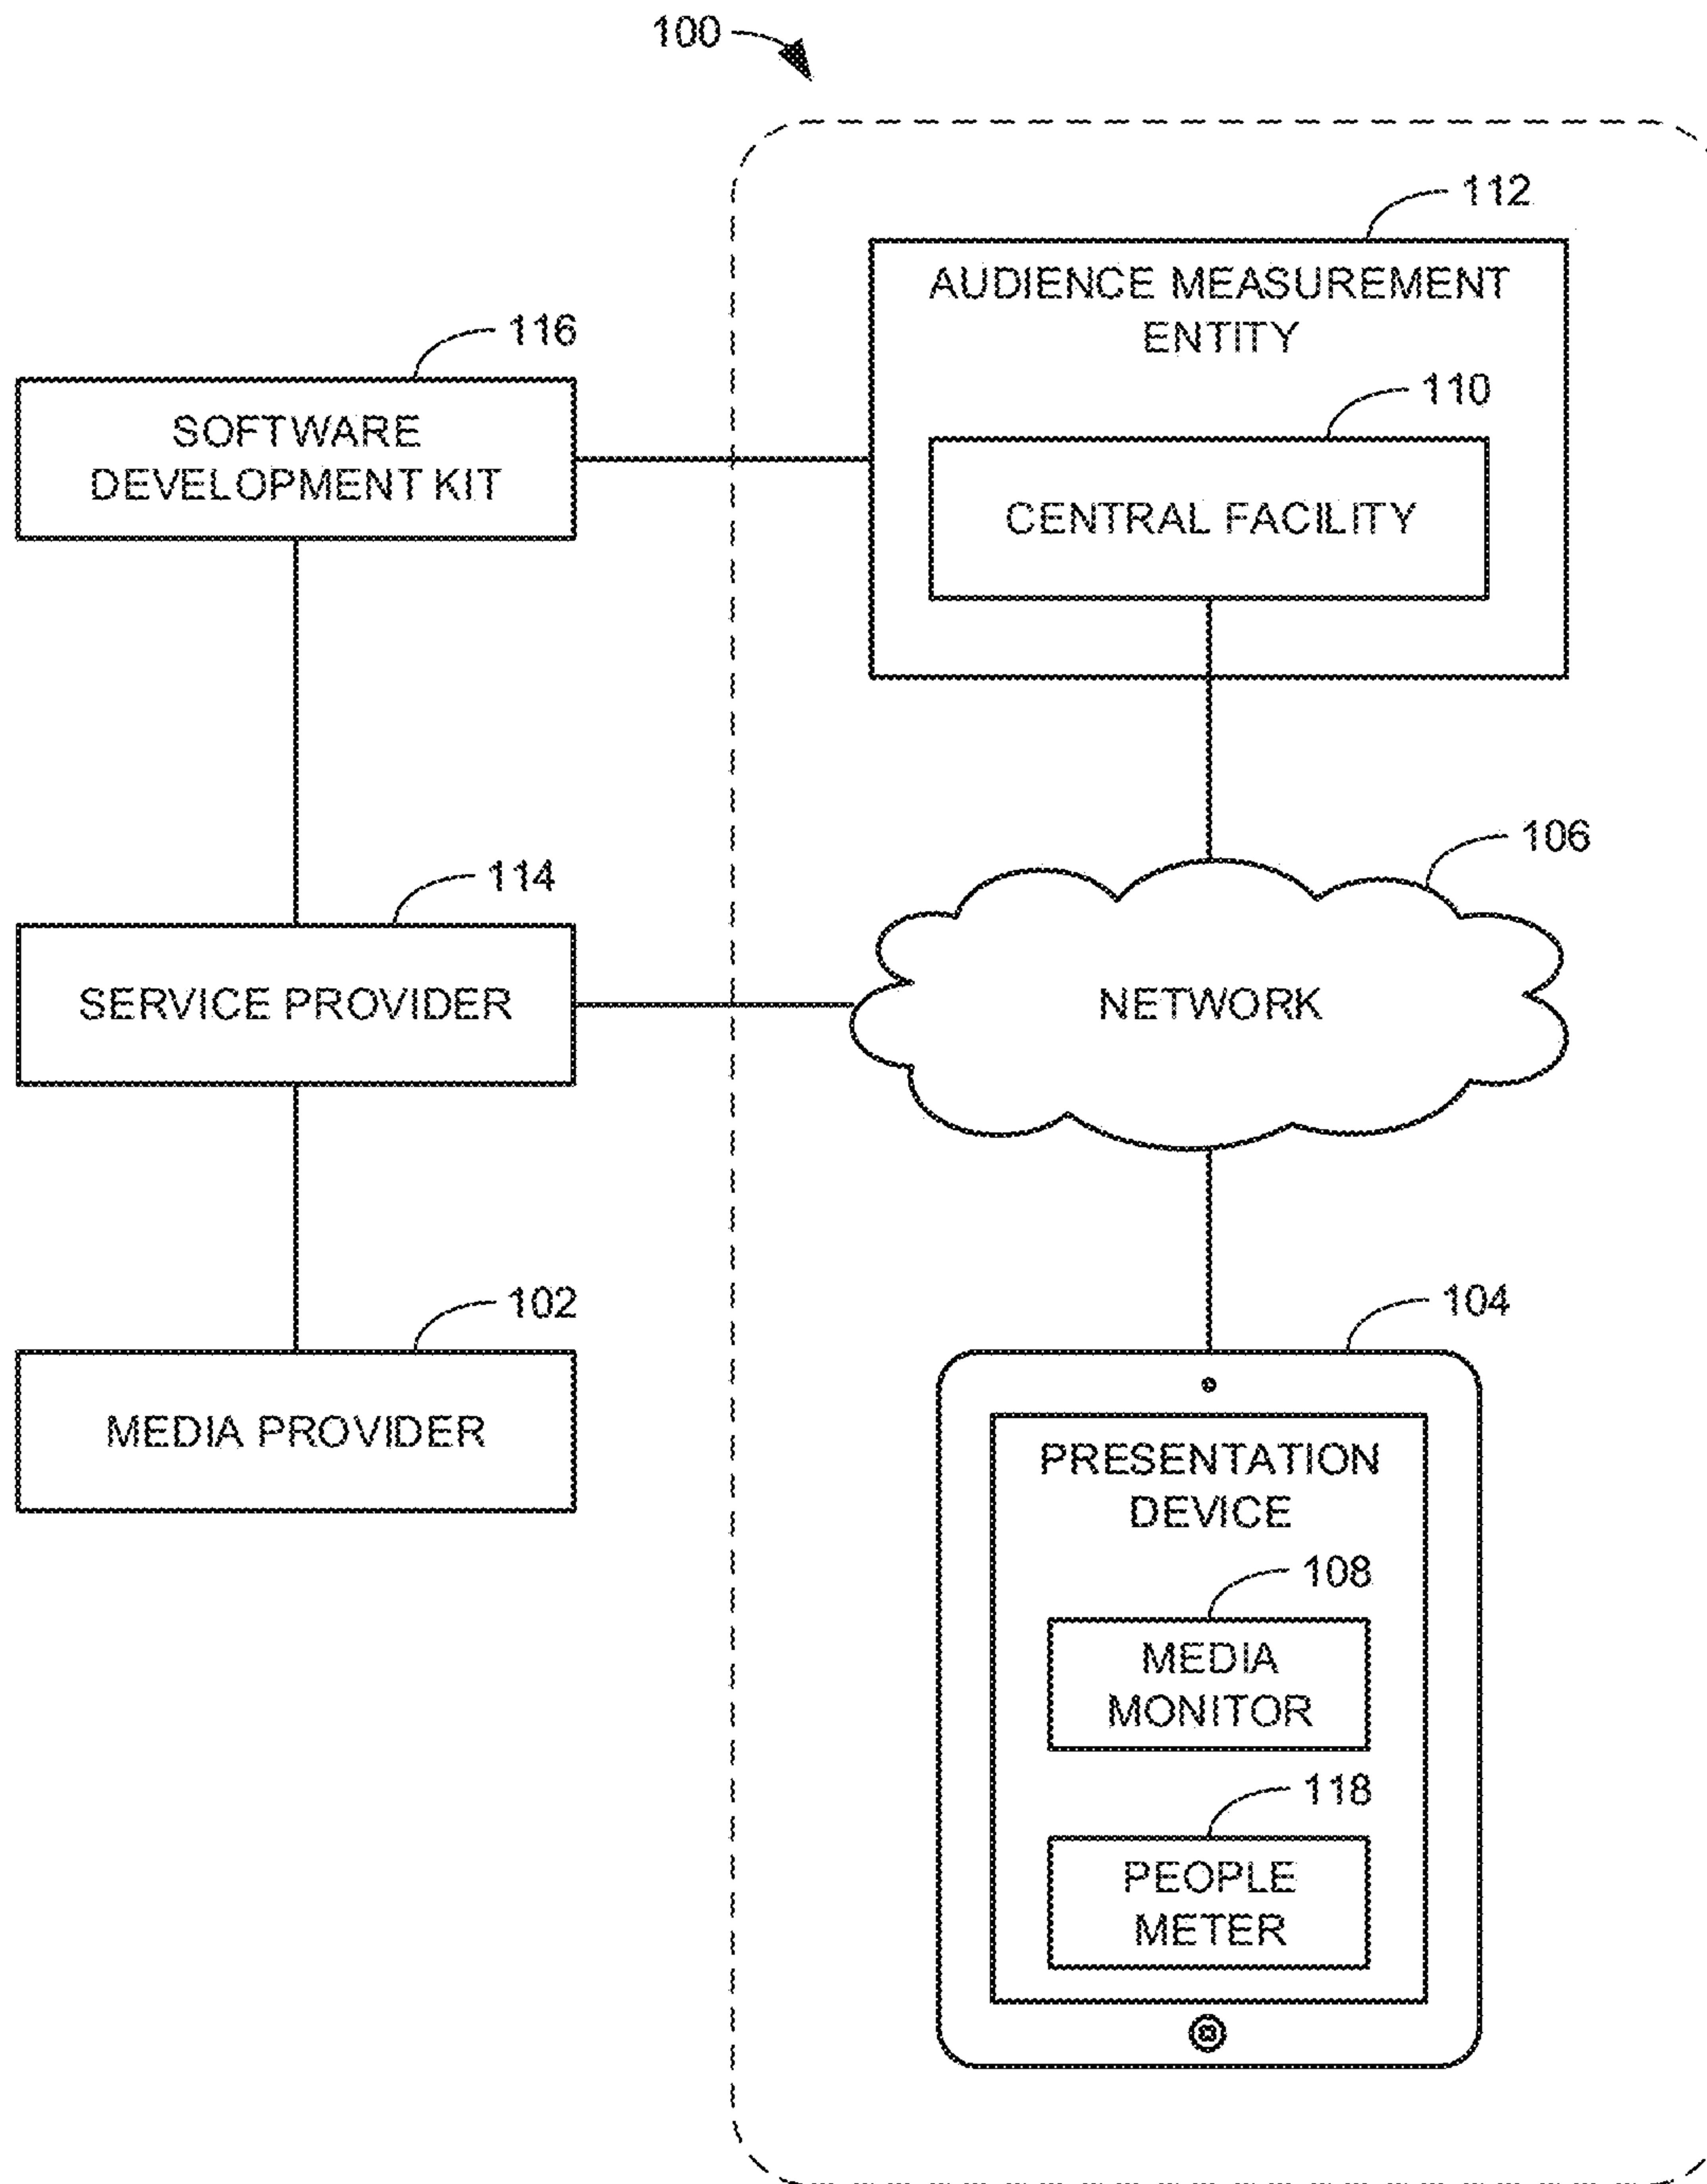 100
112
AUDIENCE MEASUREMENT
ENTITY
116
SOFTWARE
DEVELOPMENT KIT
110
CENTRAL FACILITY
106
114
SERVICE PROVIDER
NETWORK
102
MEDIA PROVIDER
104
PRESENTATION
DEVICE
108
MEDIA
MONITOR
118
PEOPLE
METER